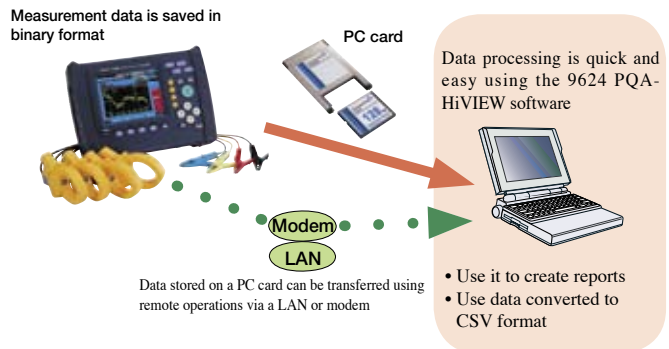 Measurement data is saved in
binary format
PC card
Data processing is quick and
easy using the 9624 PQA-
HiVIEW software
Modem
LAN
Data stored on a PC card can be transferred using
remote operations via a LAN or modem
• Use it to create reports
• Use data converted to
CSV format